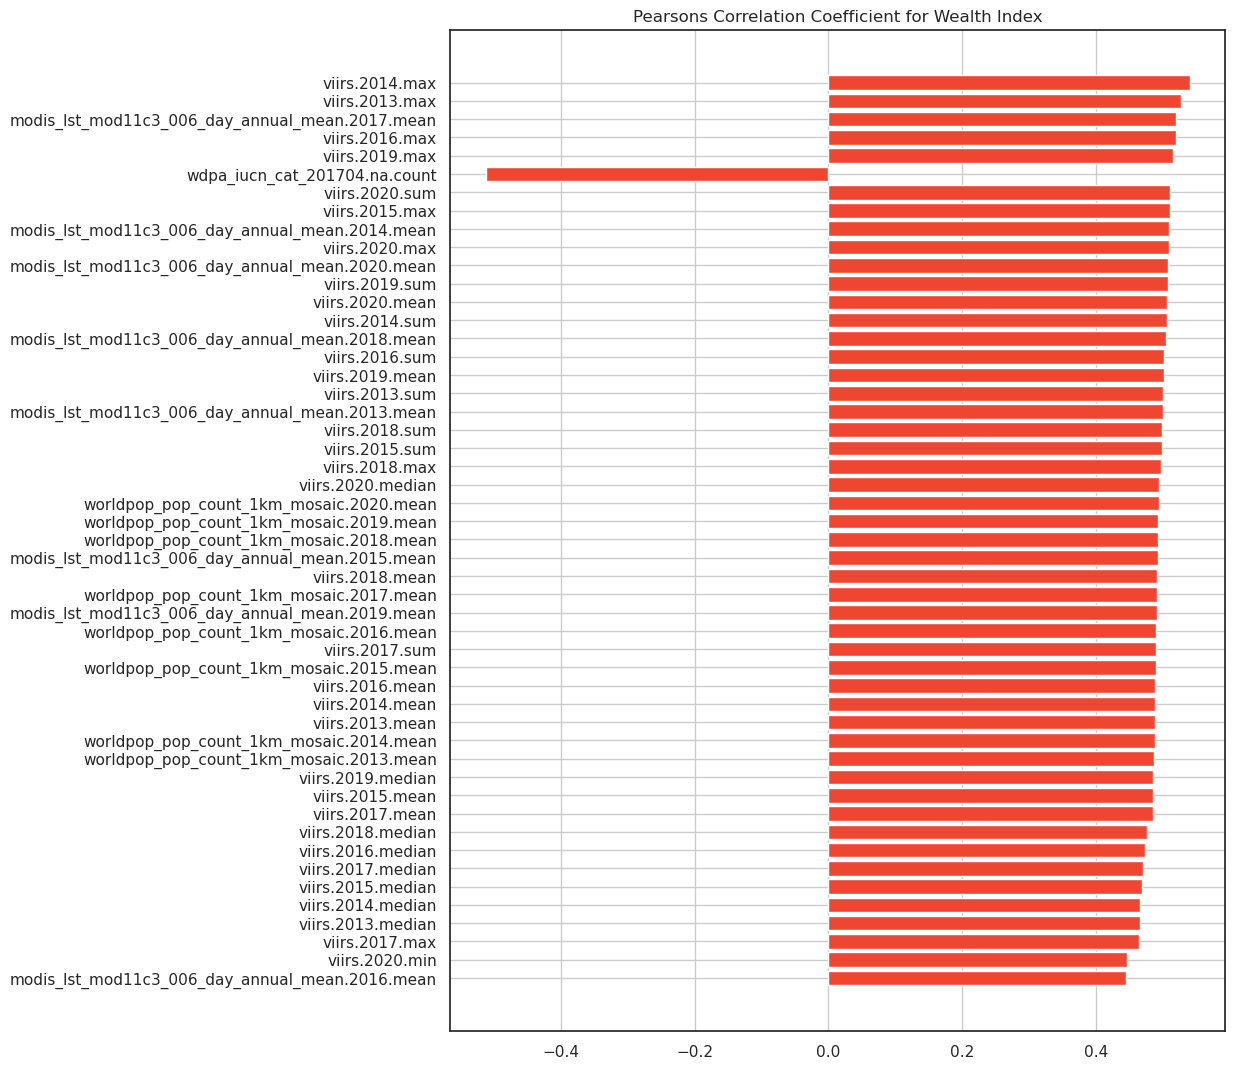 Pearsons Correlation Coefficient for Wealth Index
viirs.2014.max
viirs.2013.max
modis_lst_mod11c3_006_day_annual_mean.2017.mean
viirs.2016.max
viirs.2019.max
wdpa_iucn_cat_201704.na.count
viirs.2020.sum
viirs.2015.max
modis_lst_mod11c3_006_day_annual_mean.2014.mean
viirs.2020.max
modis_lst_mod11c3_006_day_annual_mean.2020.mean
viirs.2019.sum
viirs.2020.mean
viirs.2014.sum
modis_lst_mod11c3_006_day_annual_mean.2018.mean
viirs.2016.sum
viirs.2019.mean
viirs.2013.sum
modis_lst_mod11c3_006_day_annual_mean.2013.mean
viirs.2018.sum
viirs.2015.sum
viirs.2018.max
viirs.2020.median
worldpop_pop_count_1km_mosaic.2020.mean
worldpop_pop_count_1km_mosaic.2019.mean
worldpop_pop_count_1km_mosaic.2018.mean
modis_lst_mod11c3_006_day_annual_mean.2015.mean
viirs.2018.mean
worldpop_pop_count_1km_mosaic.2017.mean
modis_lst_mod11c3_006_day_annual_mean.2019.mean
worldpop_pop_count_1km_mosaic.2016.mean
viirs.2017.sum
worldpop_pop_count_1km_mosaic.2015.mean
viirs.2016.mean
viirs.2014.mean
viirs.2013.mean
worldpop_pop_count_1km_mosaic.2014.mean
worldpop_pop_count_1km_mosaic.2013.mean
viirs.2019.median
viirs.2015.mean
viirs.2017.mean
viirs.2018.median
viirs.2016.median
viirs.2017.median
viirs.2015.median
viirs.2014.median
viirs.2013.median
viirs.2017.max
viirs.2020.min
modis_lst_mod11c3_006_day_annual_mean.2016.mean
−0.4 −0.2 0.0 0.2 0.4